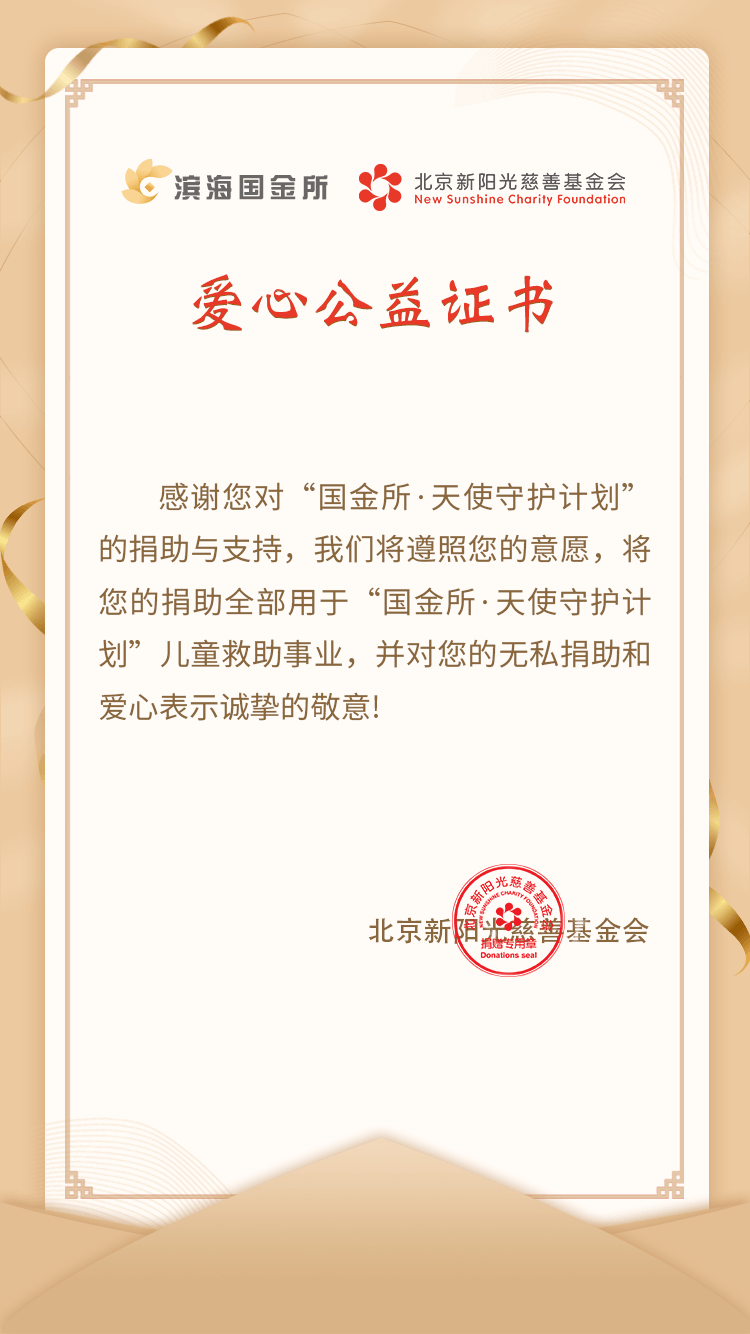 滨海国金所
北京新阳光慈善基金会
New Sunshine Charity Foundation
爱心公益证书
感谢您对“国金所·天使守护计划”
的捐助与支持，我们将遵照您的意愿，将
您的捐助全部用于“国金所·天使守护计
划”儿童救助事业，并对您的无私捐助和
爱心表示诚挚的敬意!
北京新阳光慈善基金会
北京新阳光慈善基金会
NEW SUNSHINE CHARITY FOUNDATION
捐赠专用章
Donations seal